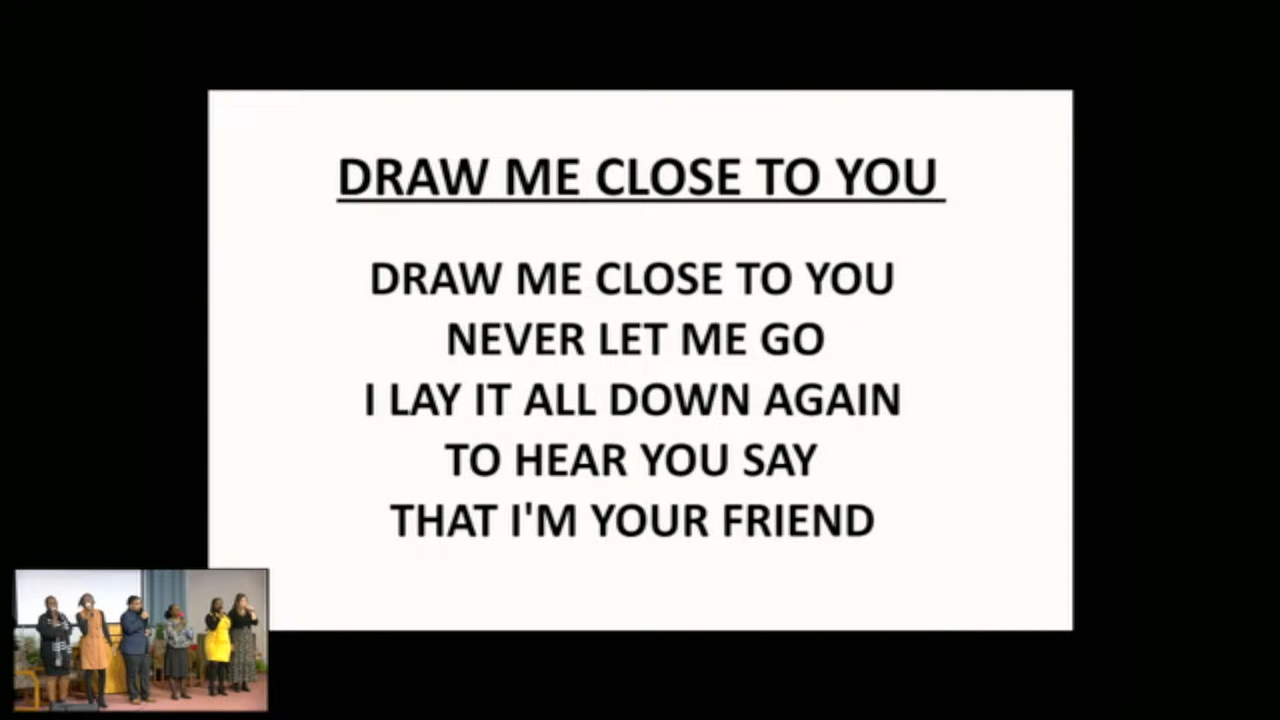 DRAW ME CLOSE TO YOU
DRAW ME CLOSE TO YOU
NEVER LET ME GO
I LAY IT ALL DOWN AGAIN
TO HEAR YOU SAY
THAT I'M YOUR FRIEND